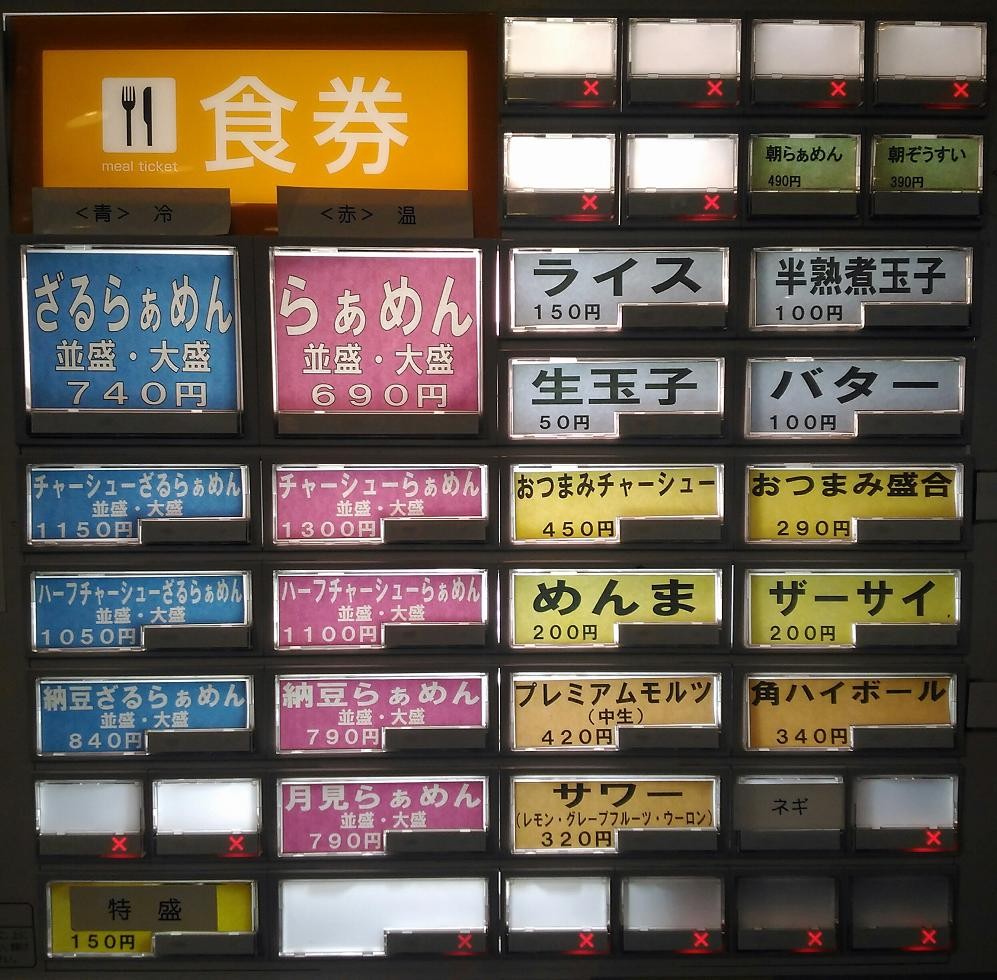 食券
meal ticket
朝らぁめん
490円
朝ぞうすい
390円
<青> 冷
<赤> 温
ざるらぁめん
並盛・大盛
740円
らぁめん
並盛・大盛
690円
ライス
150円
半熟煮玉子
100円
生玉子
50円
バター
100円
チャーシューざるらぁめん
並盛・大盛
1150円
チャーシューらぁめん
並盛・大盛
1300円
おつまみチャーシュー
450円
おつまみ盛合
290円
ハーフチャーシューざるらぁめん
並盛・大盛
1050円
ハーフチャーシューらぁめん
並盛・大盛
1100円
めんま
200円
ザーサイ
200円
納豆ざるらぁめん
並盛・大盛
840円
納豆らぁめん
並盛・大盛
790円
プレミアムモルツ
(中生)
420円
角ハイボール
340円
月見らぁめん
並盛・大盛
790円
サワー
(レモン・グレープフルーツ・ウーロン)
320円
ネギ
特盛
150円